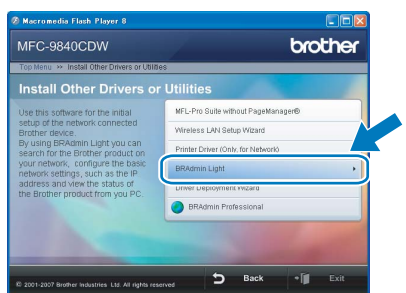 Macromedia Flash Player 8
MFC-9840CDW
brother
Top Menu >> Install Other Drivers or Utilities
Install Other Drivers or Utilities
Use this software for the initial
setup of the network connected
Brother device.
By using BRAdmin Light you can
search for the Brother product on
your network, configure the basic
network settings, such as the IP
address and view the status of
the Brother product from you PC.
MFL-Pro Suite without PageManager®
Wireless LAN Setup Wizard
Printer Driver (Only, for Network)
BRAdmin Light
Driver Deployment Wizard
BRAdmin Professional
© 2001-2007 Brother Industries Ltd. All rights reserved
Back
Exit